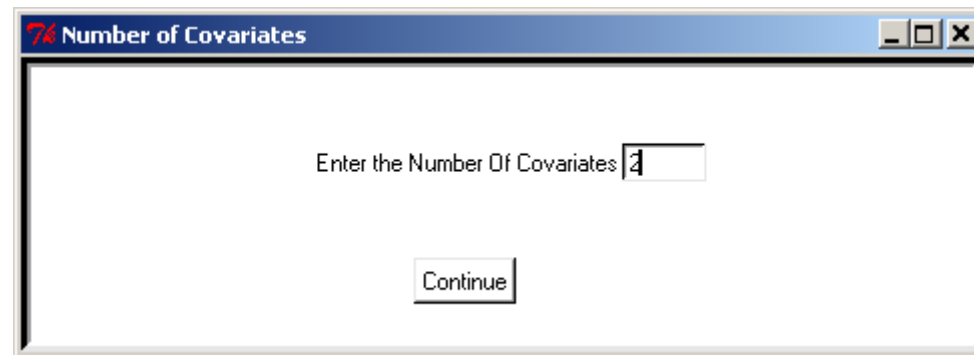 Number of Covariates
Enter the Number Of Covariates 2
Continue